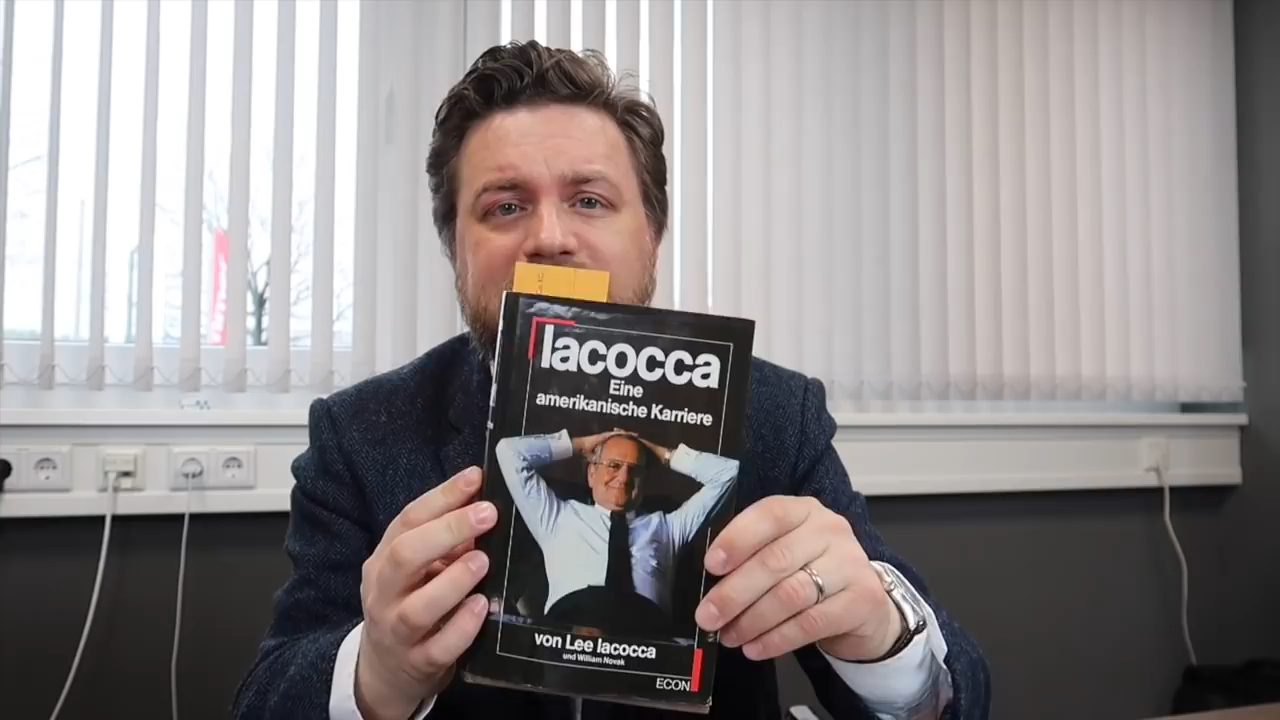 Iacocca
Eine
amerikanische Karriere
von Lee Iacocca
und William Novak
ECON